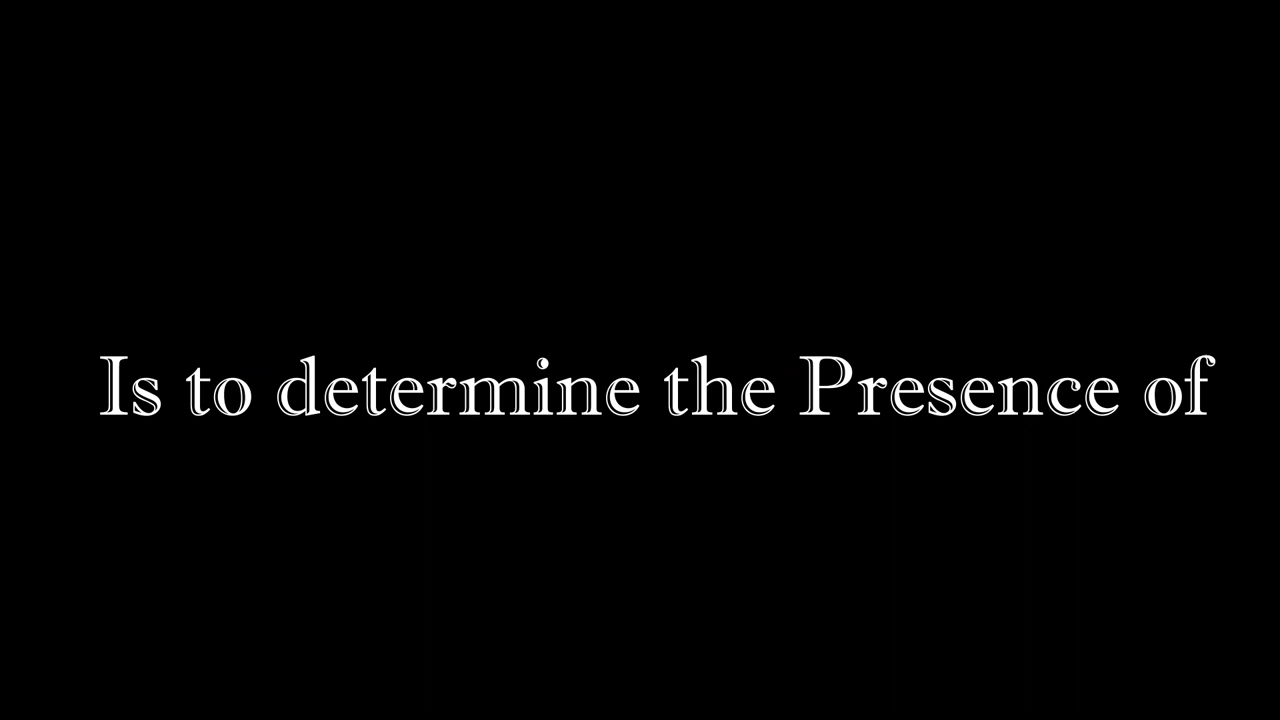 Is to determine the Presence of